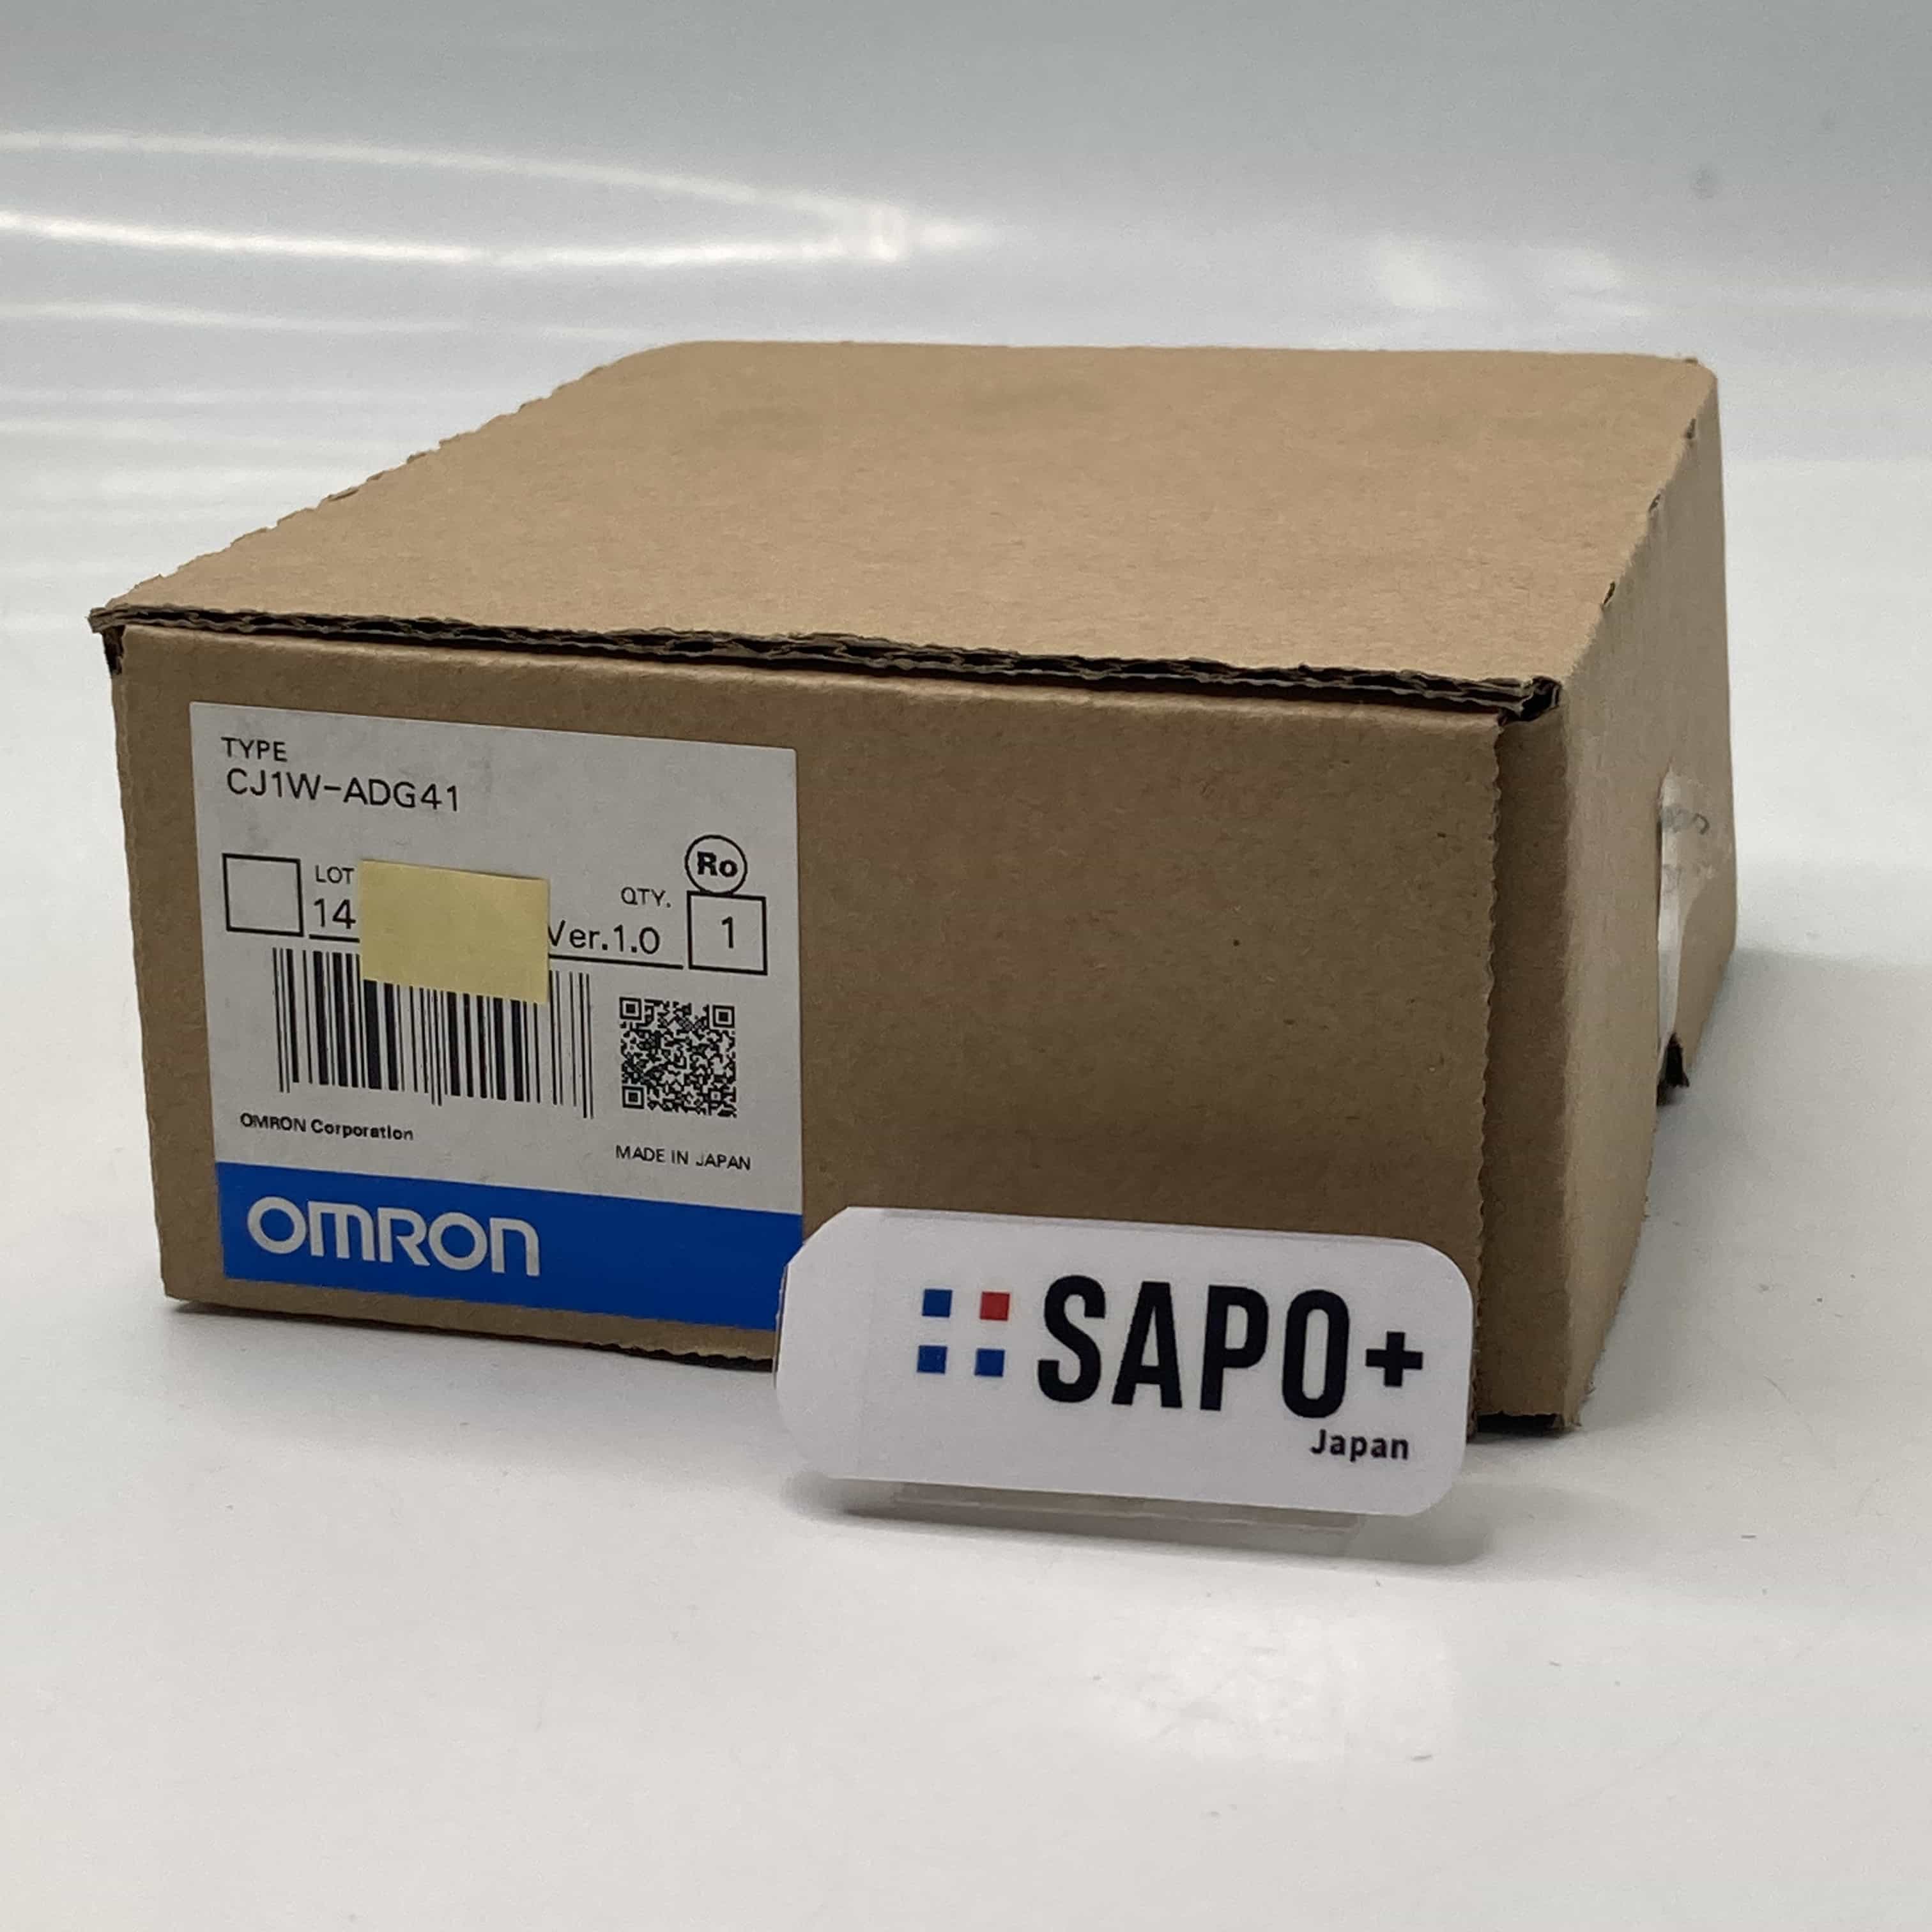 TYPE
CJ1W-ADG41
Ro
LOT
QTY.
14
Ver.1.0
1
OMRON Corporation
MADE IN JAPAN
OMRON
SAPO+
Japan